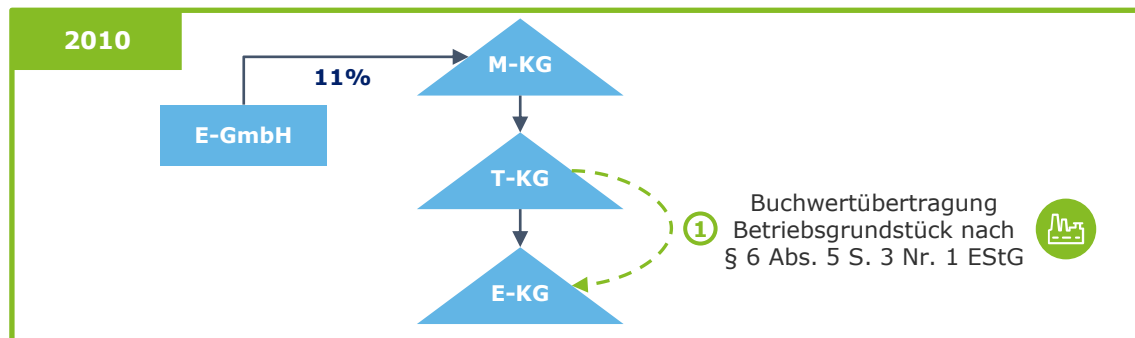 2010
M-KG
11%
E-GmbH
T-KG
1
Buchwertübertragung
Betriebsgrundstück nach
§ 6 Abs. 5 S. 3 Nr. 1 EStG
E-KG